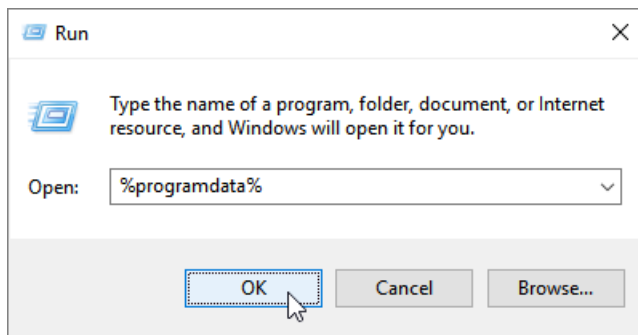 Run
Type the name of a program, folder, document, or Internet
resource, and Windows will open it for you.
Open: %programdata%
OK Cancel Browse...